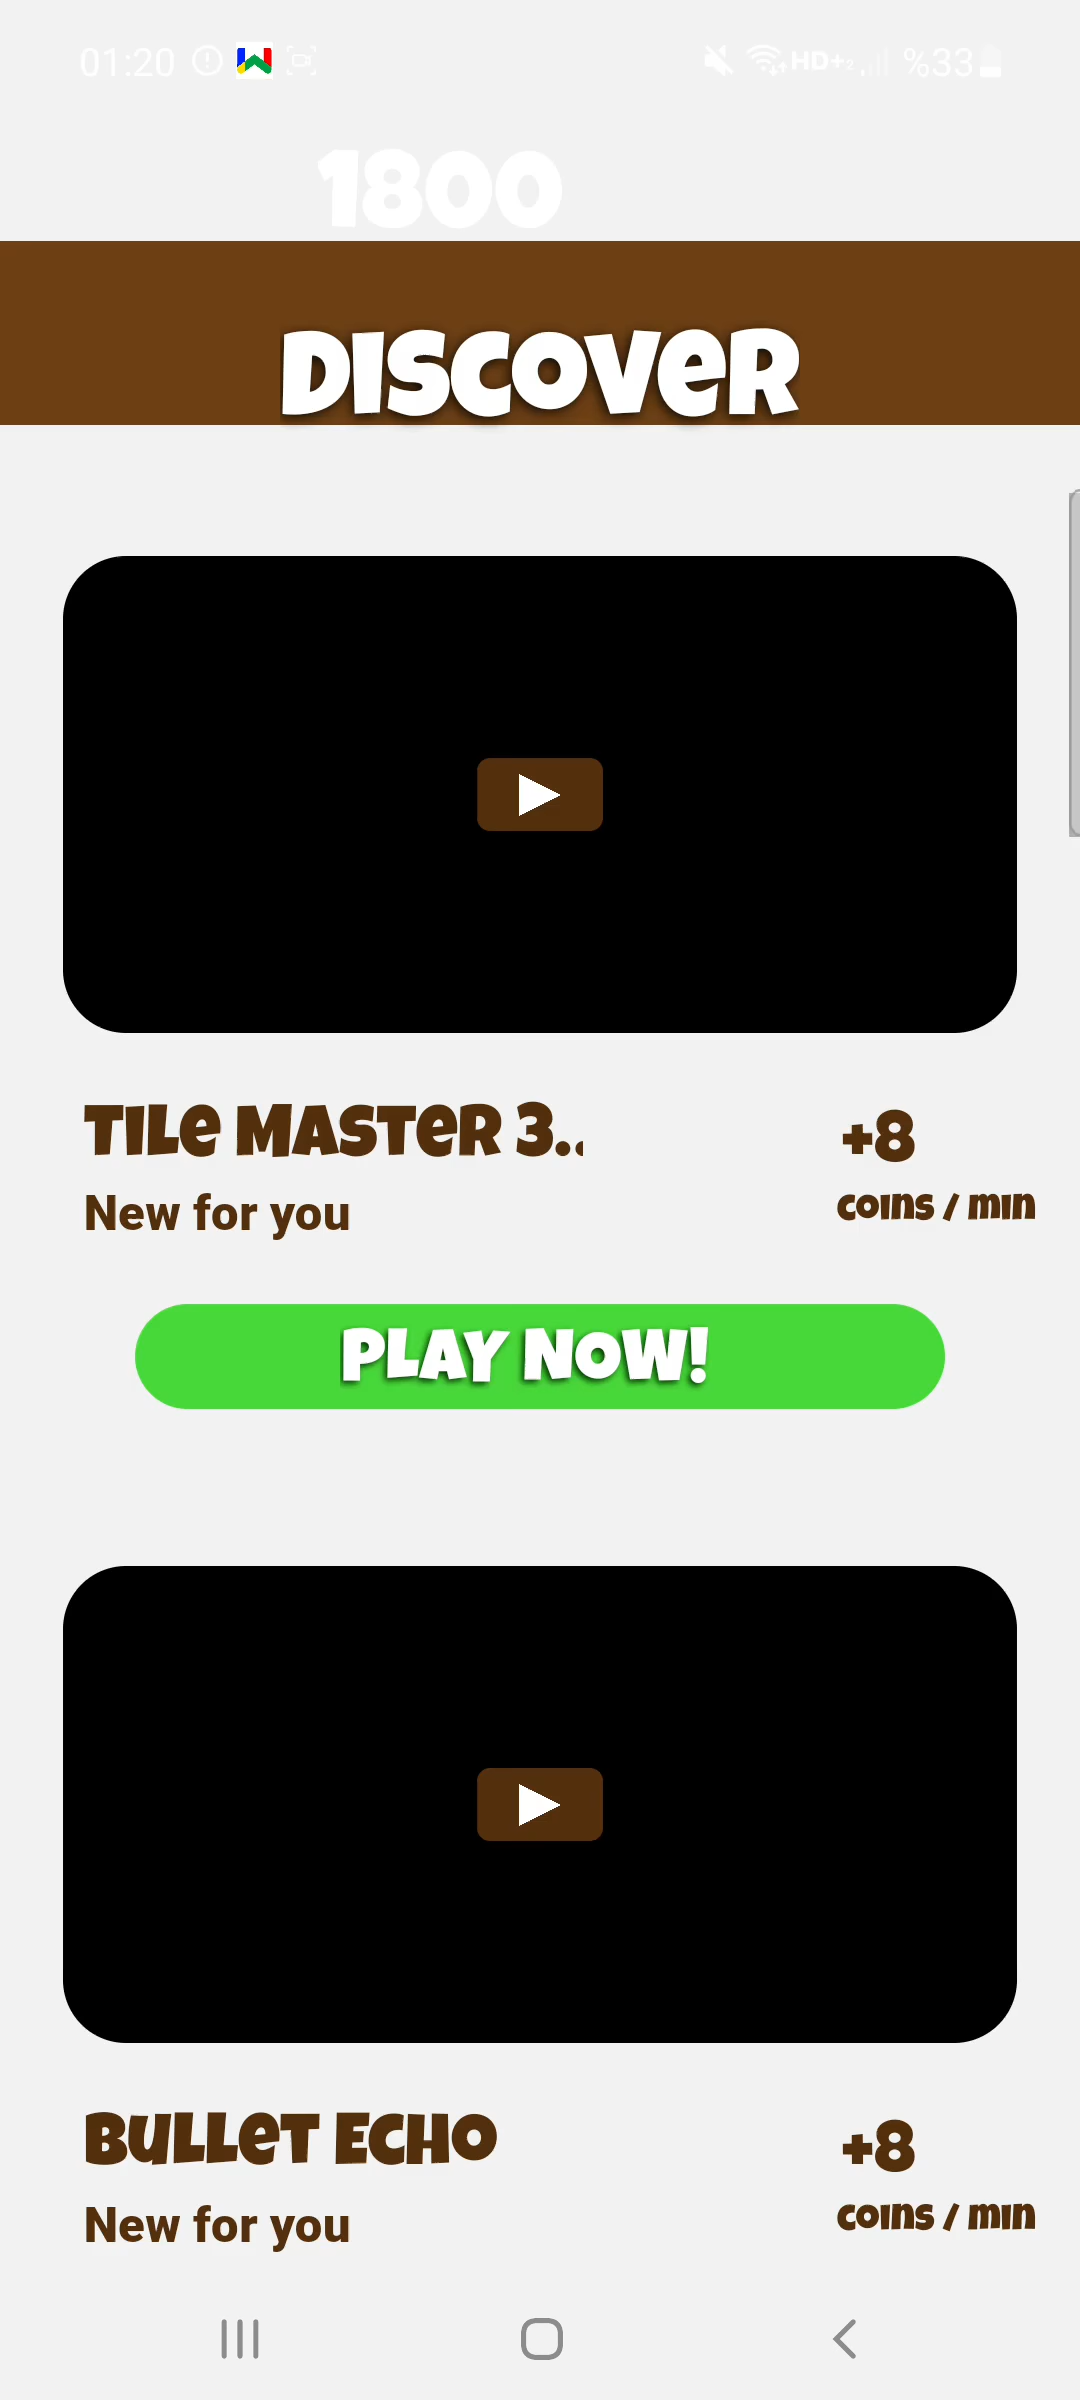 01:20 HD+2 %33
1800
DISCOVER
TILE MASTER 3..
+8
New for you
coins / min
PLAY NOW!
BULLET ECHO
+8
New for you
coins / min